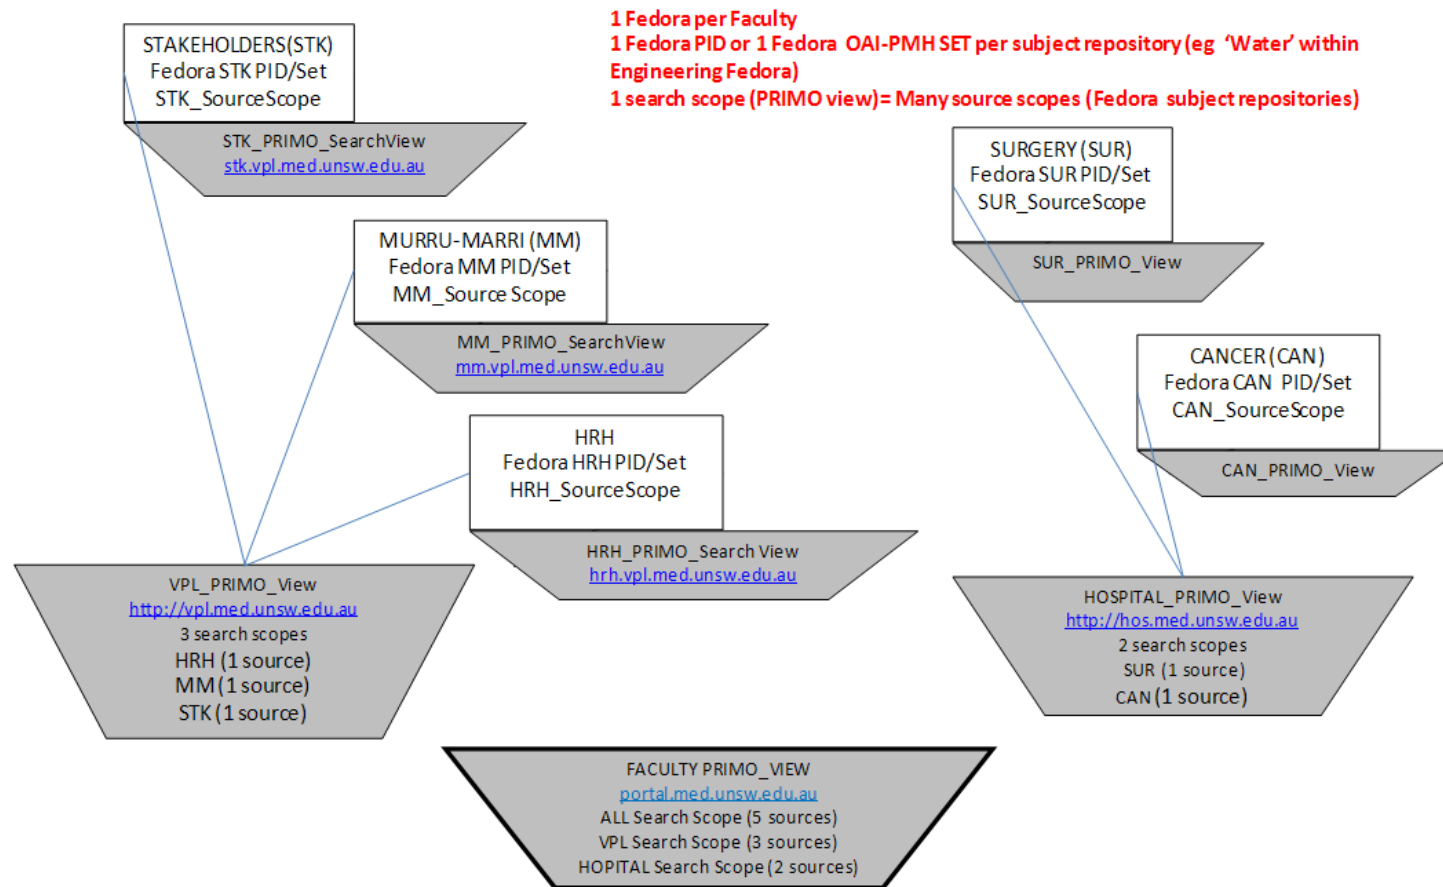 1 Fedora per Faculty
1 Fedora PID or 1 Fedora OAI-PMH SET per subject repository (eg ‘Water’ within
Engineering Fedora)
1 search scope (PRIMO view)= Many source scopes (Fedora subject repositories)
STAKEHOLDERS(STK)
Fedora STK PID/Set
STK_SourceScope
STK_PRIMO_SearchView
stk.vpl.med.unsw.edu.au
MURRU-MARRI (MM)
Fedora MM PID/Set
MM_Source Scope
MM_PRIMO_SearchView
mm.vpl.med.unsw.edu.au
HRH
Fedora HRH PID/Set
HRH_SourceScope
HRH_PRIMO_Search View
hrh.vpl.med.unsw.edu.au
VPL_PRIMO_View
http://vpl.med.unsw.edu.au
3 search scopes
HRH (1 source)
MM (1 source)
STK (1 source)
SURGERY (SUR)
Fedora SUR PID/Set
SUR_SourceScope
SUR_PRIMO_View
CANCER (CAN)
Fedora CAN PID/Set
CAN_SourceScope
CAN_PRIMO_View
HOSPITAL_PRIMO_View
http://hos.med.unsw.edu.au
2 search scopes
SUR (1 source)
CAN (1 source)
FACULTY PRIMO_VIEW
portal.med.unsw.edu.au
ALL Search Scope (5 sources)
VPL Search Scope (3 sources)
HOPITAL Search Scope (2 sources)